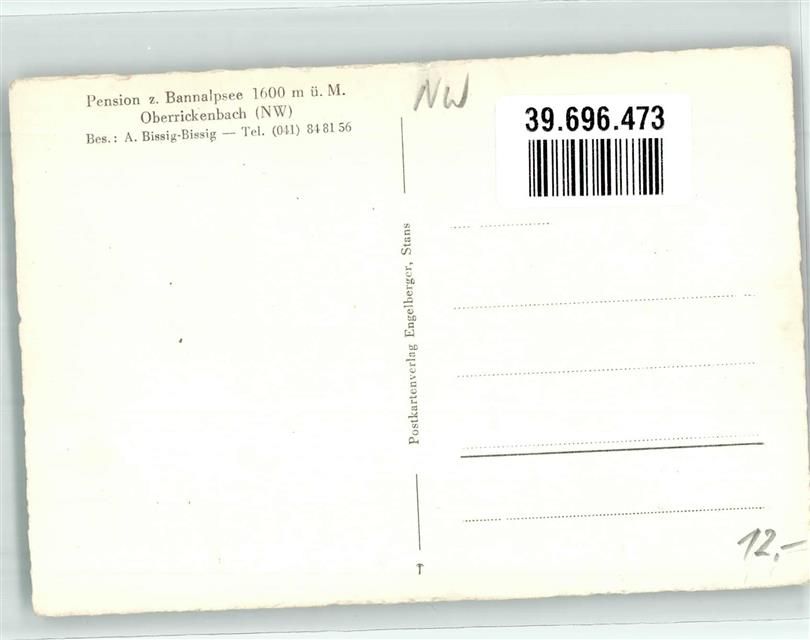 Pension z. Bannalpsee 1600 m ü. M.
Oberrickenbach (NW)
Bes.: A. Bissig-Bissig — Tel. (041) 84 81 56
NW
39.696.473
Postkartenverlag Engelberger, Stans
12,-